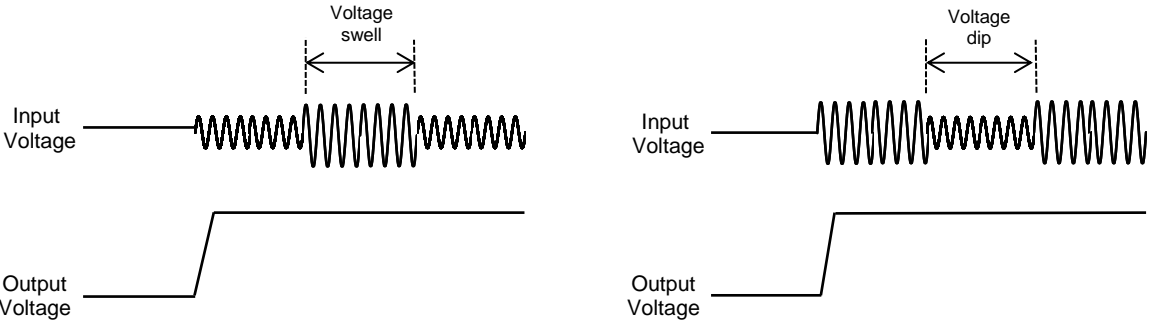 Voltage
swell
Input
Voltage
Output
Voltage
Voltage
dip
Input
Voltage
Output
Voltage